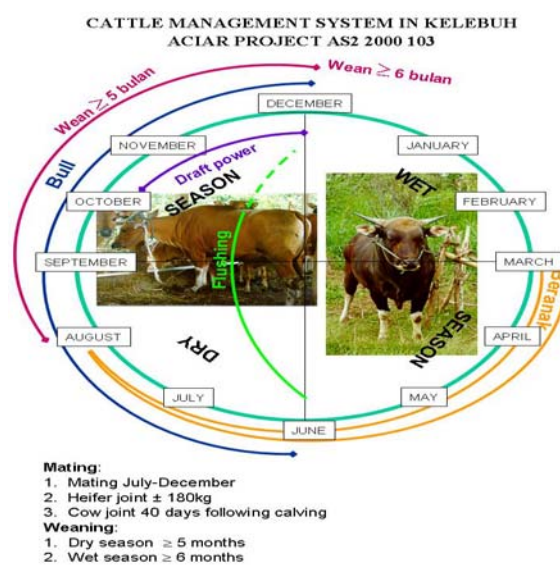 CATTLE MANAGEMENT SYSTEM IN KELEBUH
ACIAR PROJECT AS2 2000 103
Wean ≥ 5 bulan
Wean ≥ 6 bulan
DECEMBER
NOVEMBER
JANUARY
Bull
Draft power
OCTOBER
SEASON
WET
FEBRUARY
SEPTEMBER
Flushing
MARCH
Beranak
AUGUST
DRY
SEASON
APRIL
JULY
MAY
JUNE
Mating:
1. Mating July-December
2. Heifer joint ± 180kg
3. Cow joint 40 days following calving
Weaning:
1. Dry season ≥ 5 months
2. Wet season ≥ 6 months